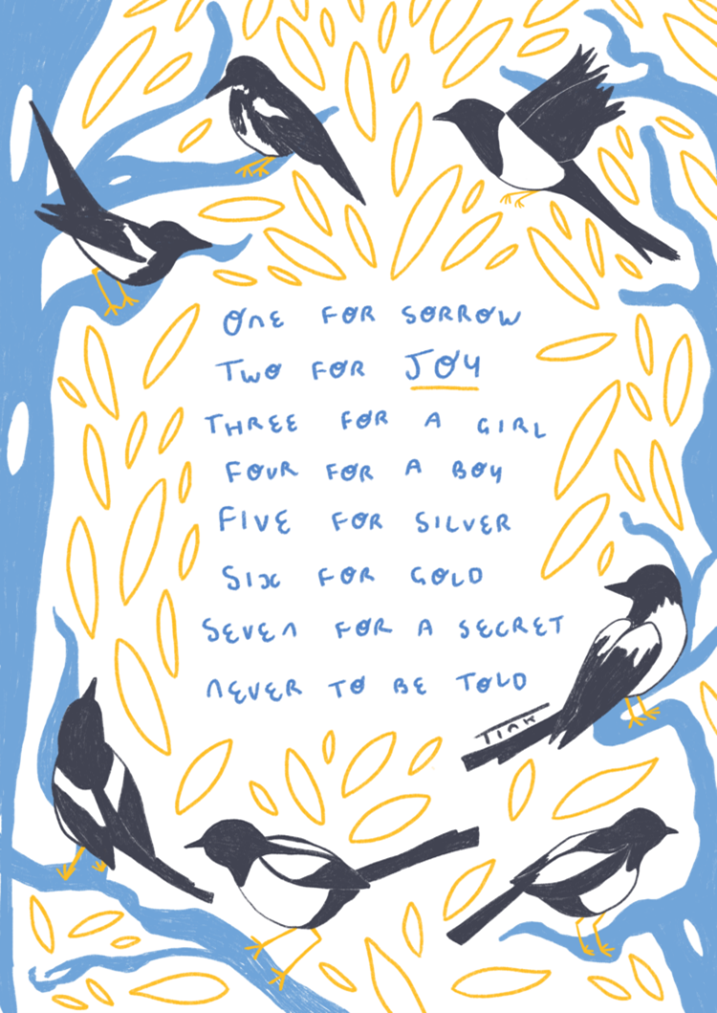 ONE FOR SORROW
TWO FOR JOY
THREE FOR A GIRL
FOUR FOR A BOY
FIVE FOR SILVER
SIX FOR GOLD
SEVEN FOR A SECRET
NEVER TO BE TOLD
TINK